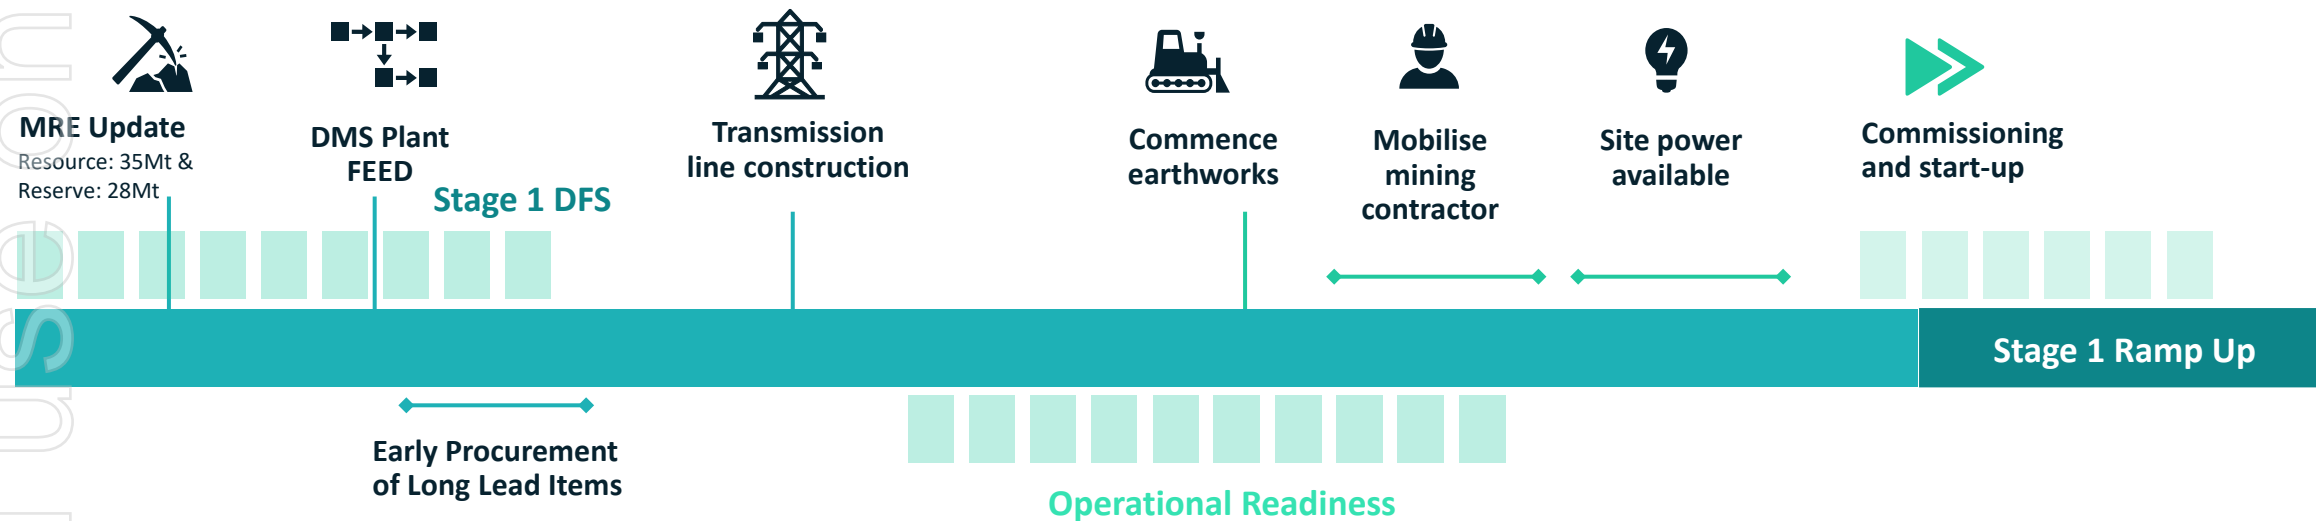 MRE Update
Resource: 35Mt &
Reserve: 28Mt
DMS Plant
FEED
Stage 1 DFS
Transmission
line construction
Commence
earthworks
Mobilise
mining
contractor
Site power
available
Commissioning
and start-up
Stage 1 Ramp Up
Early Procurement
of Long Lead Items
Operational Readiness
use on